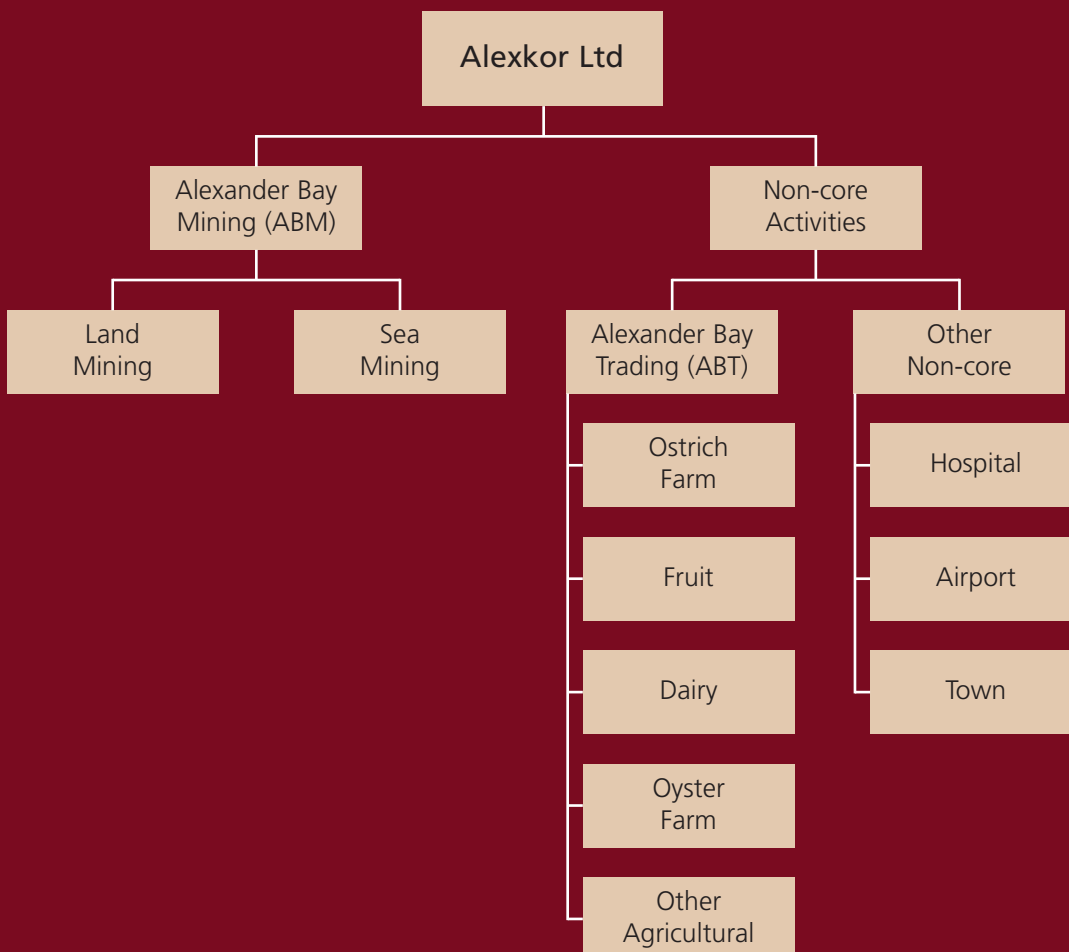 Alexkor Ltd
Alexander Bay
Mining (ABM)
Non-core
Activities
Land
Mining
Sea
Mining
Alexander Bay
Trading (ABT)
Other
Non-core
Ostrich
Farm
Hospital
Fruit
Airport
Dairy
Town
Oyster
Farm
Other
Agricultural